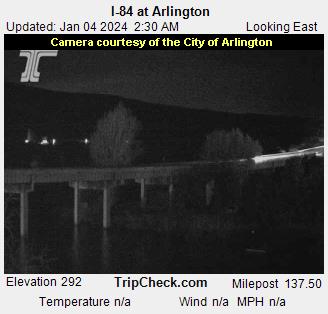 I-84 at Arlington
Updated: Jan 04 2024 2:30 AM Looking East
Camera courtesy of the City of Arlington
Elevation 292 TripCheck.com Milepost 137.50
Temperature n/a Wind n/a MPH n/a